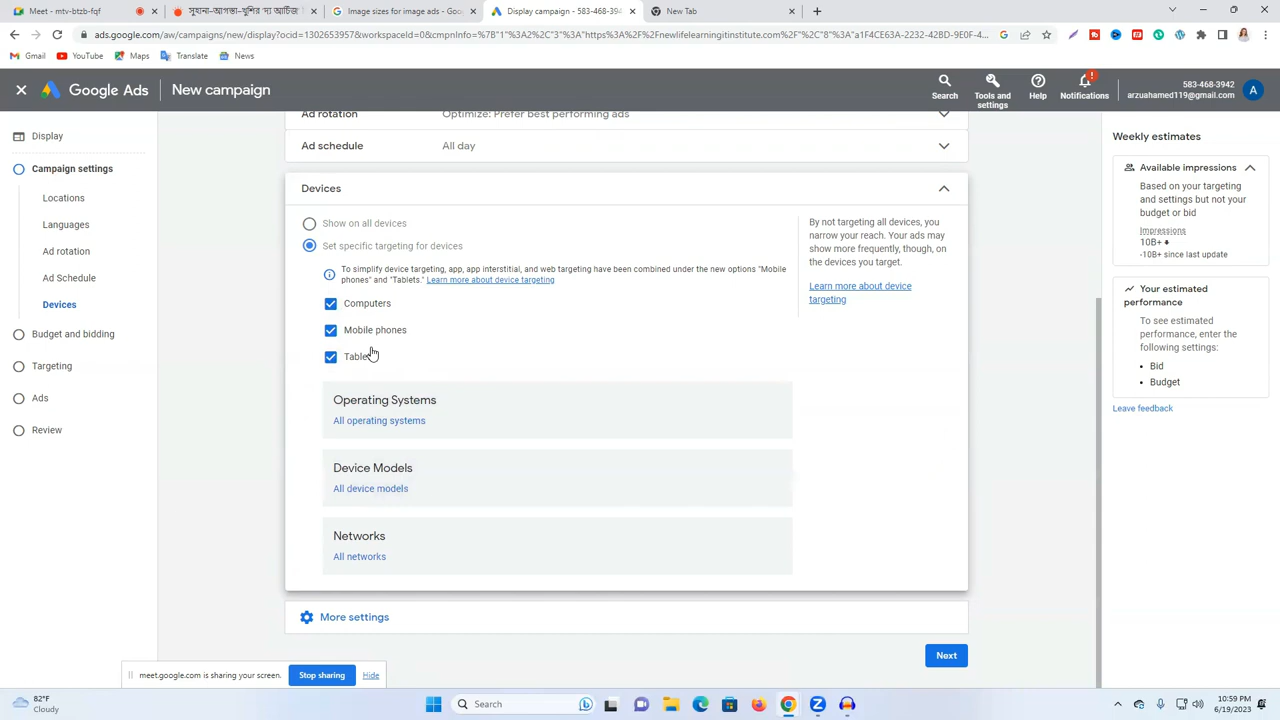 Meet - mtv-btzb-fqf
সুহানা-আগস্তা-খুশির 'দ্য আর্চিজ'
Image sizes for image ads - Goo
Display campaign - 583-468-394
New Tab
ads.google.com/aw/campaigns/new/display?ocid=1302653957&workspaceId=0&cmpnInfo=%7B"1"%3A2%2C"3"%3A"https%3A%2F%2Fnewlifelearningitinstitute.com%2F"%2C"8"%3A"a1F4CE63A-2232-42BD-9E0F-4...
Gmail
YouTube
Maps
Translate
News
Google Ads
New campaign
Search
Tools and settings
Help
Notifications
583-468-3942
arzuahamed119@gmail.com
A
Display
Campaign settings
Locations
Languages
Ad rotation
Ad Schedule
Devices
Budget and bidding
Targeting
Ads
Review
Ad rotation
Optimize: Prefer best performing ads
Ad schedule
All day
Devices
Show on all devices
Set specific targeting for devices
To simplify device targeting, app, app interstitial, and web targeting have been combined under the new options "Mobile
phones" and "Tablets." Learn more about device targeting
Computers
Mobile phones
Operating Systems
All operating systems
Device Models
All device models
Networks
All networks
By not targeting all devices, you
narrow your reach. Your ads may
show more frequently, though, on
the devices you target.
Learn more about device
targeting
More settings
Next
Weekly estimates
Available impressions
Based on your targeting
and settings but not your
budget or bid
Impressions
10B+
-10B+ since last update
Your estimated
performance
To see estimated
performance, enter the
following settings:
• Bid
• Budget
Leave feedback
meet.google.com is sharing your screen.
Stop sharing
Hide
82°F
Cloudy
Search
10:59 PM
6/19/2023